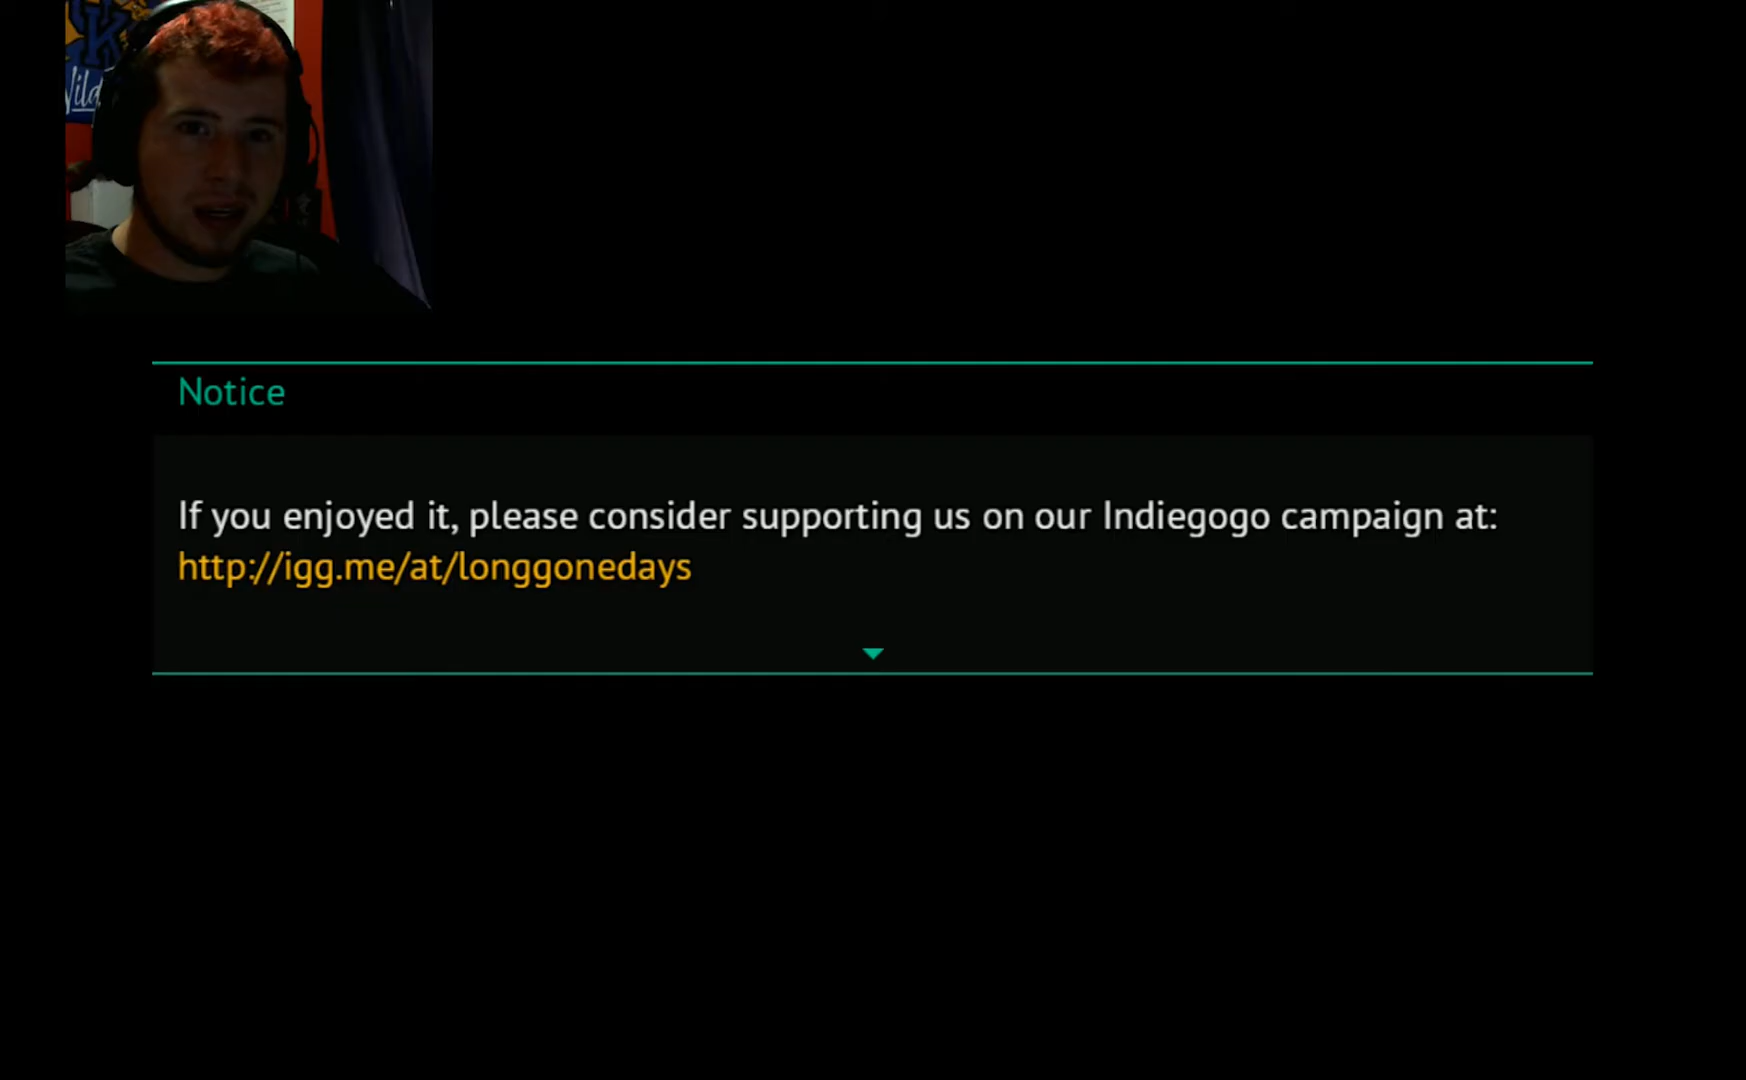 K
Wild
Notice
If you enjoyed it, please consider supporting us on our Indiegogo campaign at:
http://igg.me/at/longgonedays